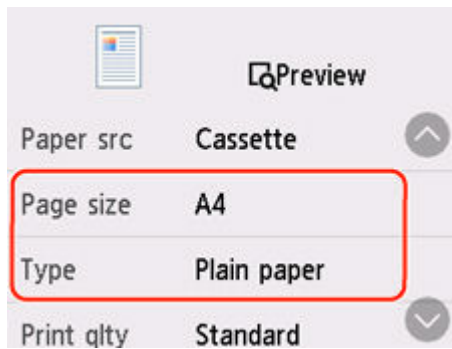 Preview
Paper src Cassette
Page size A4
Type Plain paper
Print qlty Standard